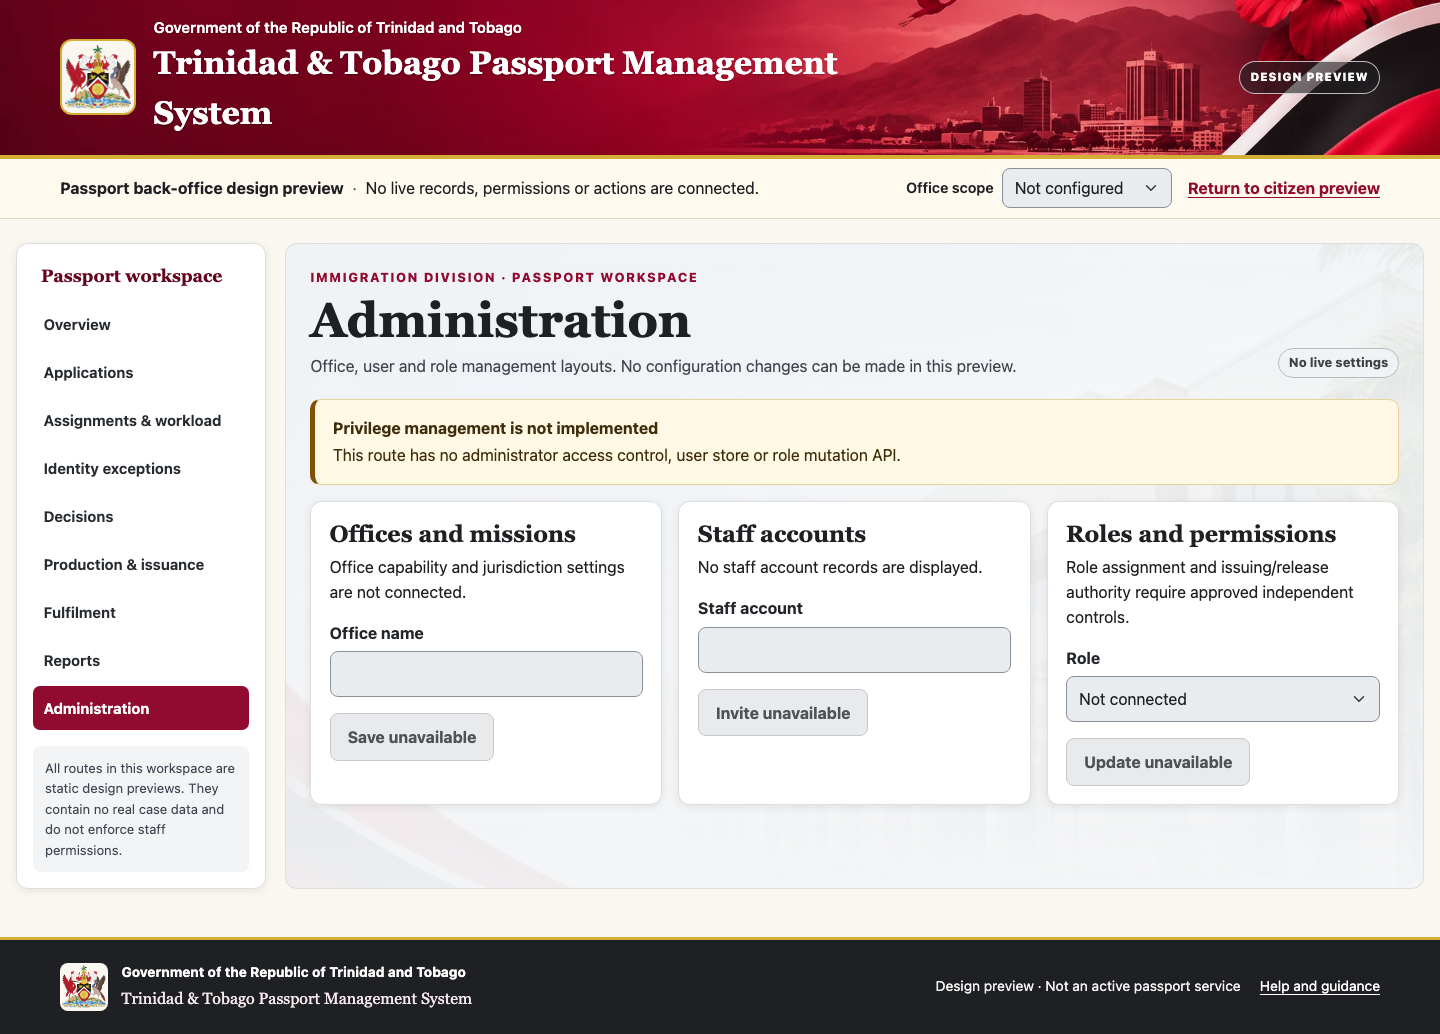 Government of the Republic of Trinidad and Tobago
Trinidad & Tobago Passport Management
System
DESIGN PREVIEW
Passport back-office design preview · No live records, permissions or actions are connected.
Office scope
Not configured
Return to citizen preview
Passport workspace
Overview
Applications
Assignments & workload
Identity exceptions
Decisions
Production & issuance
Fulfilment
Reports
Administration
All routes in this workspace are
static design previews. They
contain no real case data and
do not enforce staff
permissions.
IMMIGRATION DIVISION · PASSPORT WORKSPACE
Administration
Office, user and role management layouts. No configuration changes can be made in this preview.
No live settings
Privilege management is not implemented
This route has no administrator access control, user store or role mutation API.
Offices and missions
Office capability and jurisdiction settings
are not connected.
Office name
Save unavailable
Staff accounts
No staff account records are displayed.
Staff account
Invite unavailable
Roles and permissions
Role assignment and issuing/release
authority require approved independent
controls.
Role
Not connected
Update unavailable
Government of the Republic of Trinidad and Tobago
Trinidad & Tobago Passport Management System
Design preview · Not an active passport service
Help and guidance